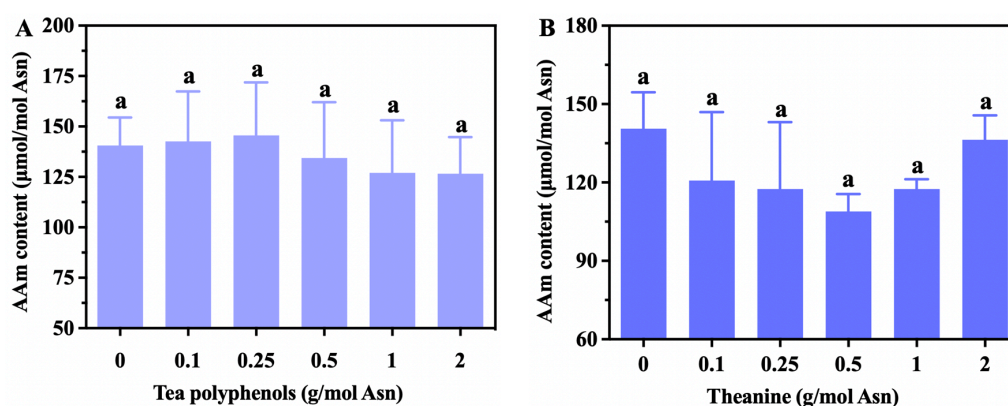 A
AAm content (μmol/mol Asn)
200
175
150
125
100
75
50
a a a a a a
0 0.1 0.25 0.5 1 2
Tea polyphenols (g/mol Asn)
B
AAm content (μmol/mol Asn)
180
150
120
90
60
a a a a a a
0 0.1 0.25 0.5 1 2
Theanine (g/mol Asn)